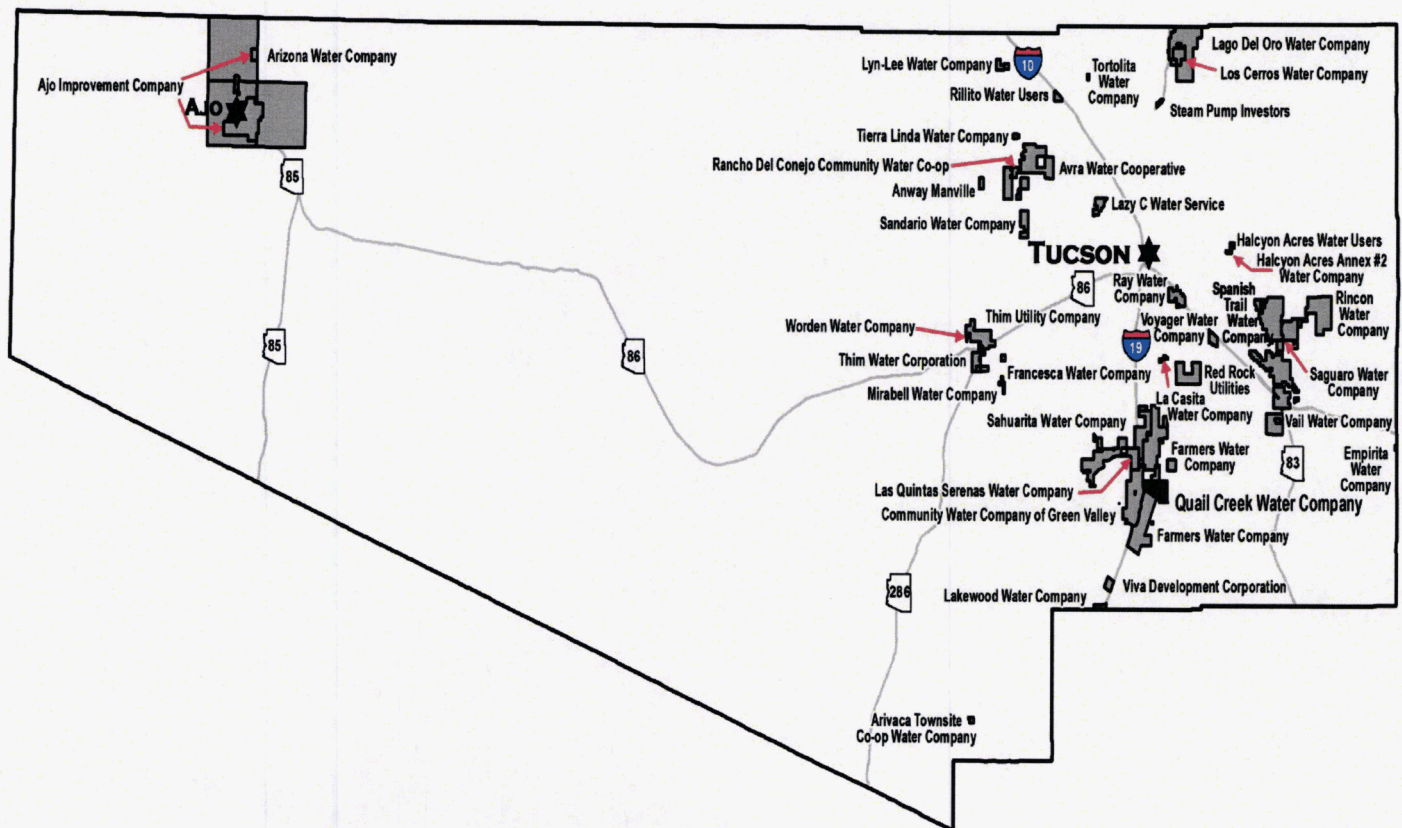 Arizona Water Company
Ajo Improvement Company
AJO
85
85
86
Lyn-Lee Water Company
10
Rillito Water Users
Tortolita
Water
Company
Lago Del Oro Water Company
Los Cerros Water Company
Steam Pump Investors
Tierra Linda Water Company
Rancho Del Conejo Community Water Co-op
Avra Water Cooperative
Anway Manville
Lazy C Water Service
Sandario Water Company
TUCSON
Halcyon Acres Water Users
Halcyon Acres Annex #2
Water Company
86
Ray Water
Company
Spanish
Trail
Water
Company
Rincon
Water
Company
Thim Utility Company
Worden Water Company
Voyager Water
Company
19
Thim Water Corporation
Francesca Water Company
Red Rock
Utilities
Saguaro Water
Company
Mirabell Water Company
La Casita
Water Company
Sahuarita Water Company
Vail Water Company
Farmers Water
Company
83
Empirita
Water
Company
Las Quintas Serenas Water Company
Quail Creek Water Company
Community Water Company of Green Valley
Farmers Water Company
286
Viva Development Corporation
Lakewood Water Company
Arivaca Townsite
Co-op Water Company